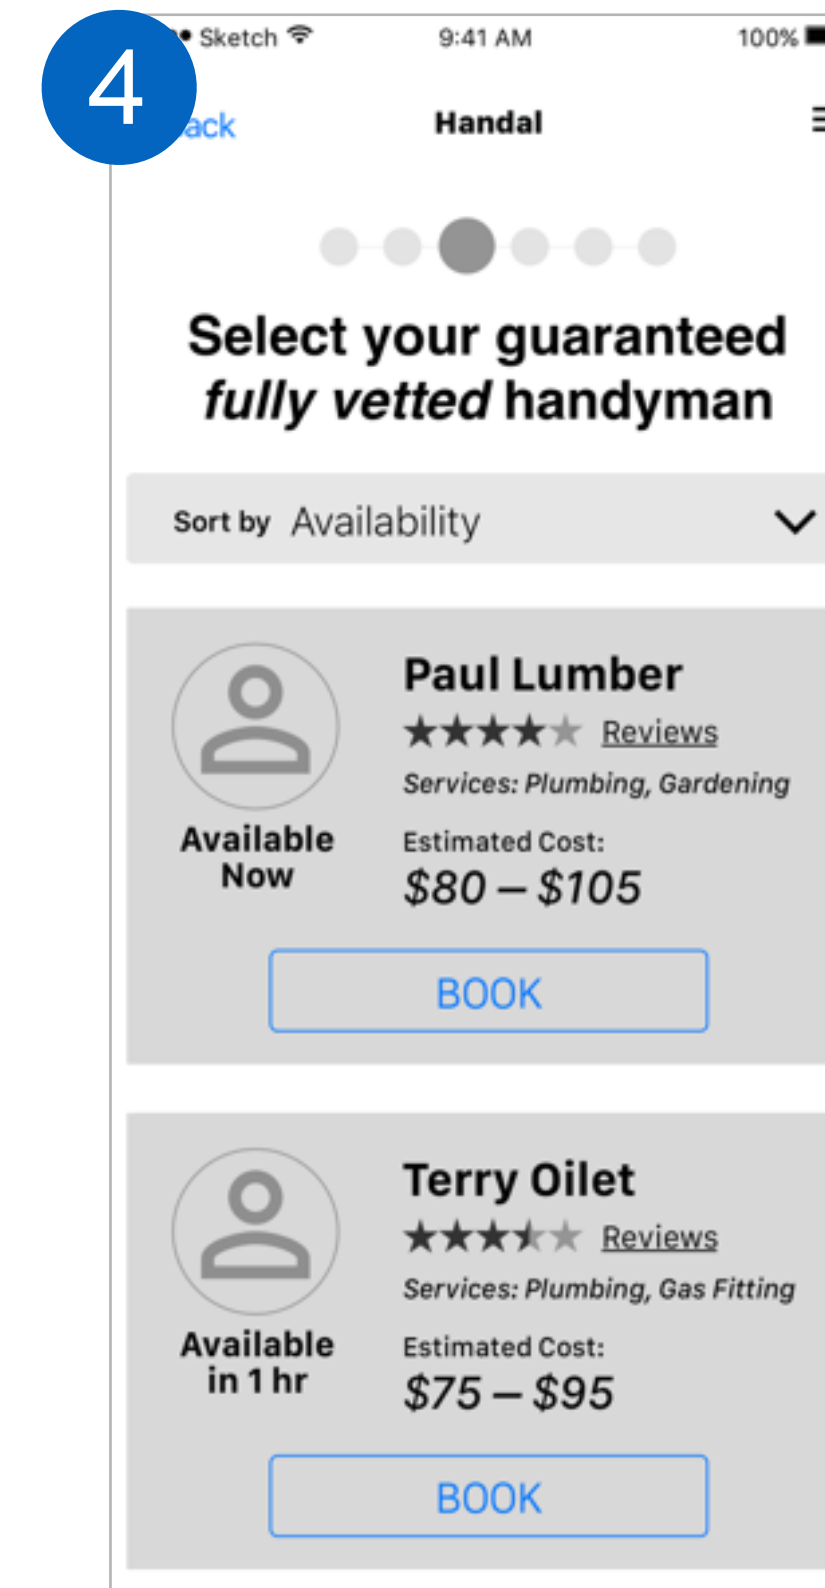 4
Sketch 9:41 AM 100%
ack Handal
Select your guaranteed
fully vetted handyman
Sort by Availability
Paul Lumber
Reviews
Services: Plumbing, Gardening
Available
Now
Estimated Cost:
$80 – $105
BOOK
Terry Oilet
Reviews
Services: Plumbing, Gas Fitting
Available
in 1 hr
Estimated Cost:
$75 – $95
BOOK